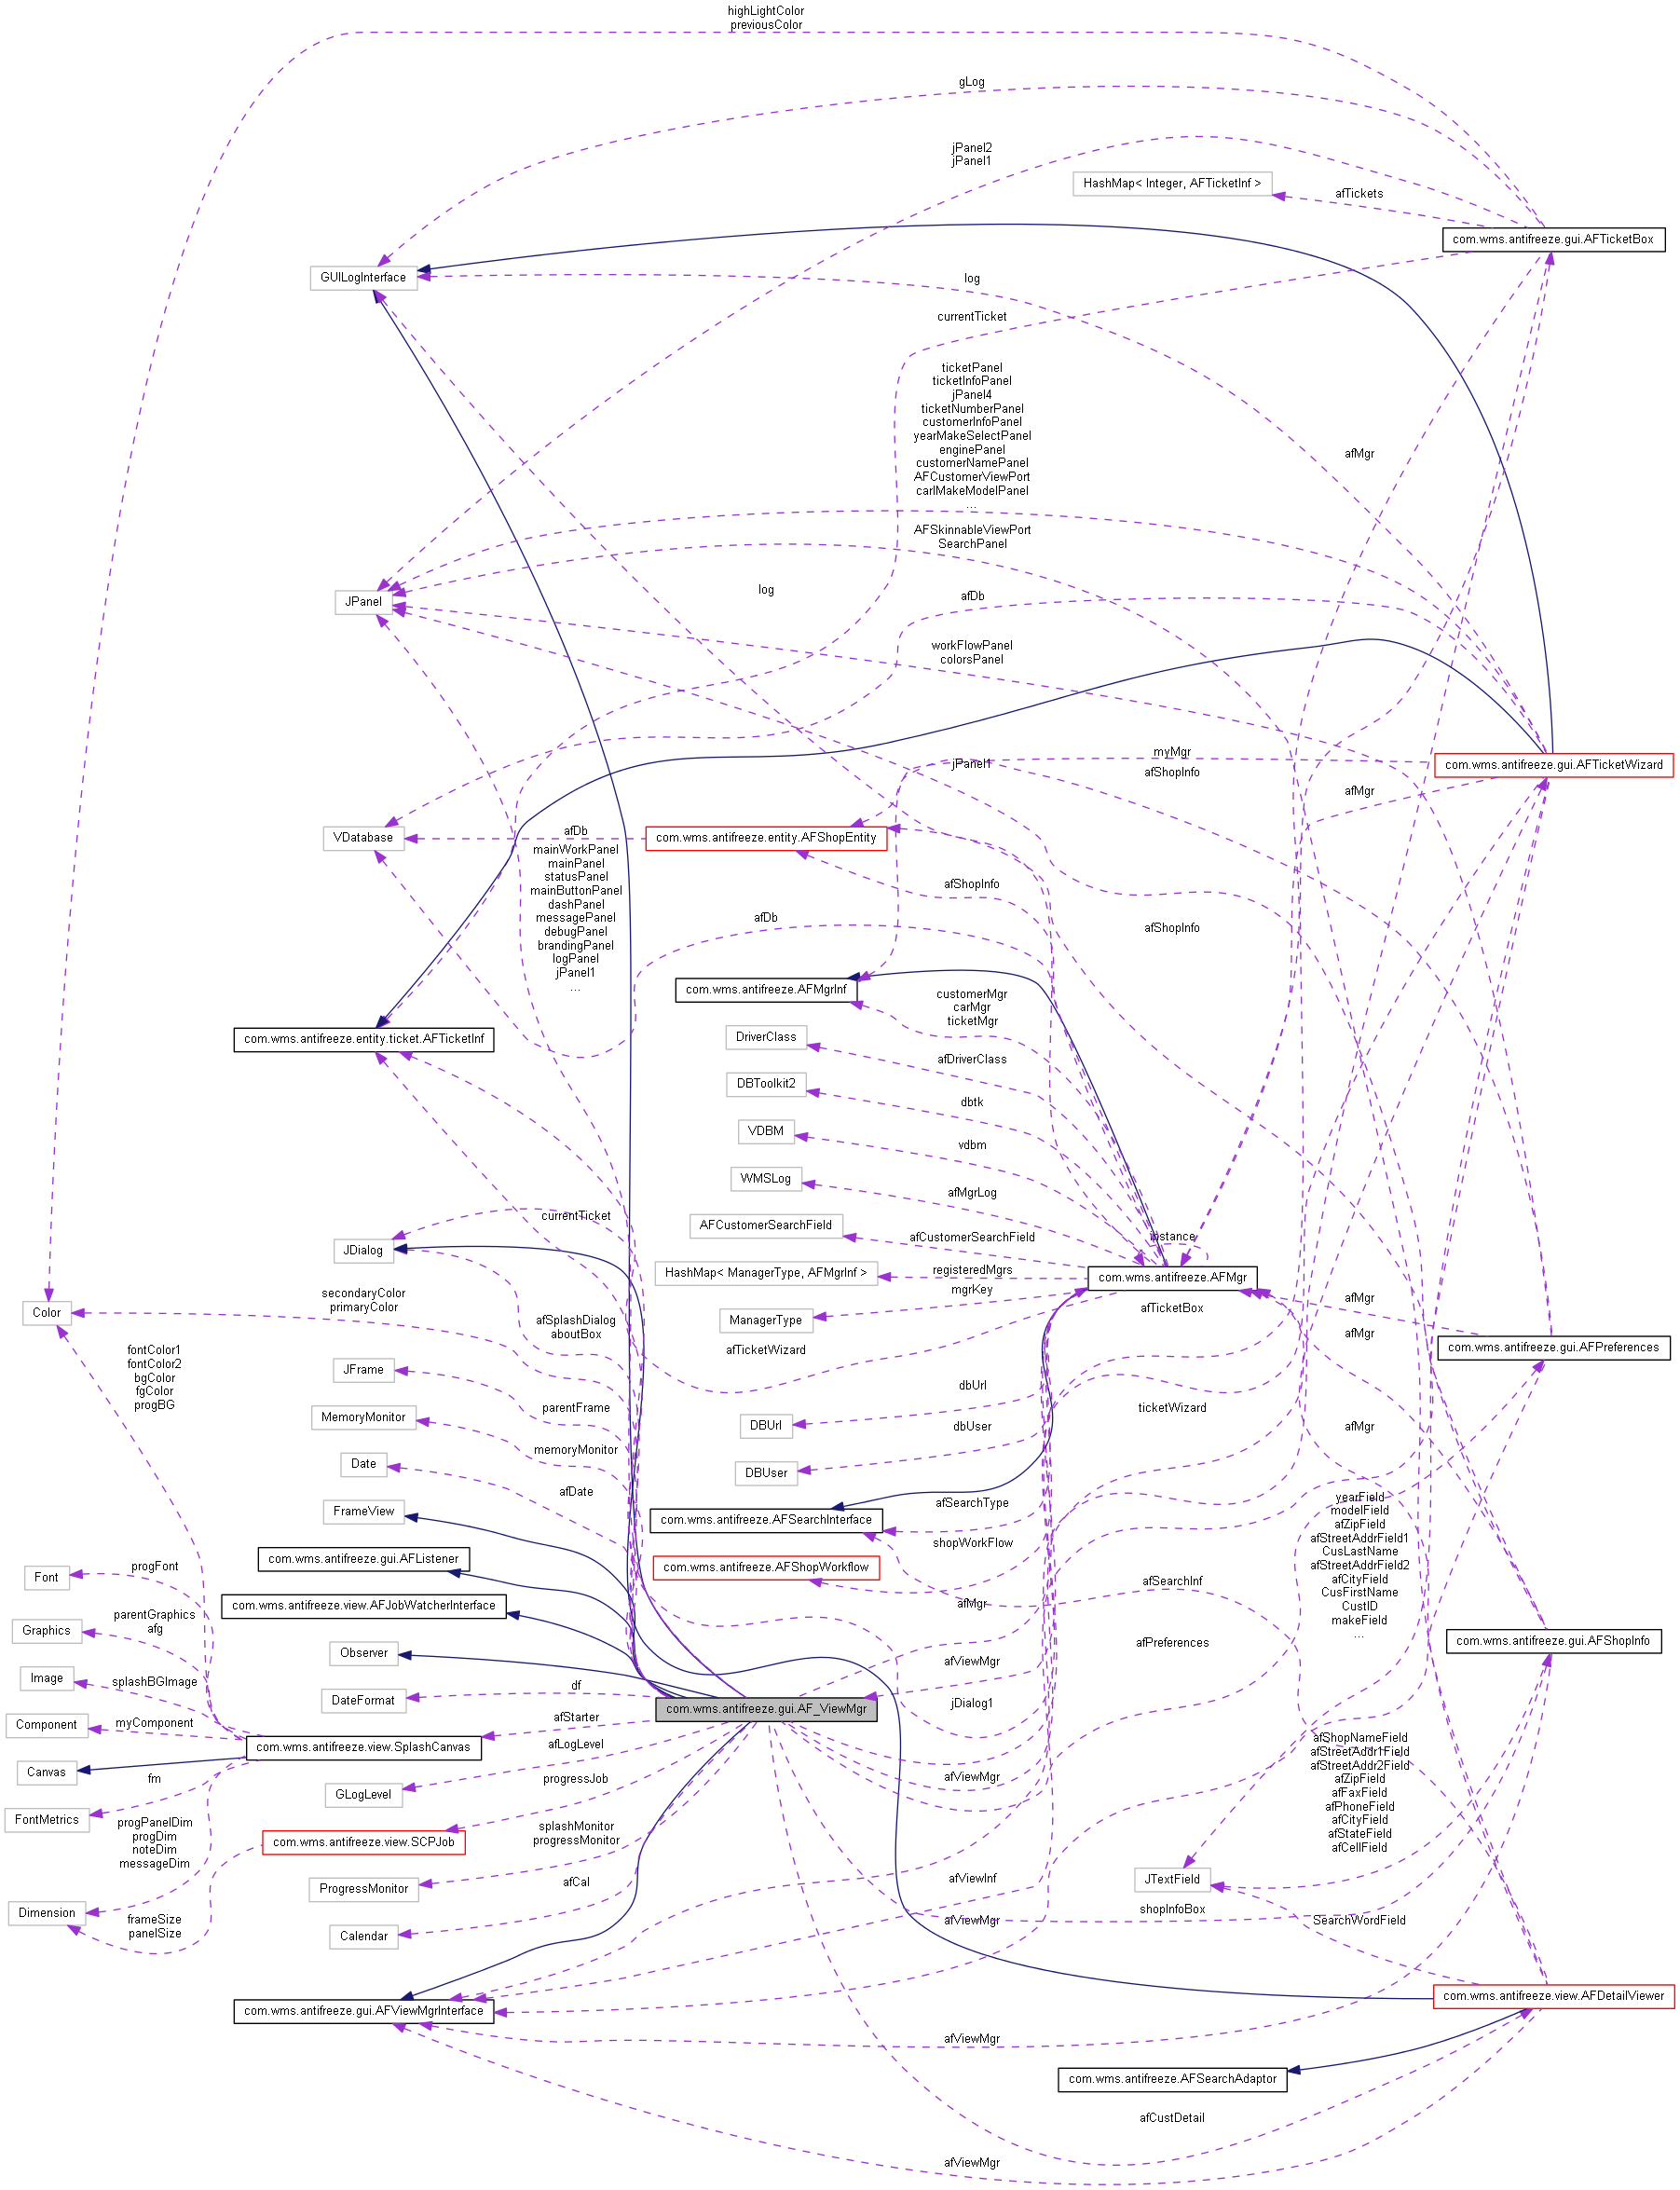 highLightColor
previousColor
gLog
jPanel2
jPanel1
HashMap< Integer, AFTicketInf >
afTickets
com.wms.antifreeze.gui.AFTicketBox
GUILogInterface
log
currentTicket
ticketPanel
ticketInfoPanel
jPanel4
ticketNumberPanel
customerInfoPanel
yearMakeSelectPanel
enginePanel
customerNamePanel
AFCustomerViewPort
carlMakeModelPanel
...
afMgr
AFSkinnableViewPort
SearchPanel
JPanel
log
afDb
workFlowPanel
colorsPanel
jPanel1
myMgr
afShopInfo
com.wms.antifreeze.gui.AFTicketWizard
afMgr
VDatabase
afDb
com.wms.antifreeze.entity.AFShopEntity
mainWorkPanel
mainPanel
statusPanel
mainButtonPanel
dashPanel
messagePanel
debugPanel
brandingPanel
logPanel
jPanel1
...
afShopInfo
afDb
afShopInfo
com.wms.antifreeze.AFMgrInf
customerMgr
carMgr
ticketMgr
com.wms.antifreeze.entity.ticket.AFTicketInf
DriverClass
afDriverClass
DBToolkit2
dbtk
VDBM
vdbm
WMSLog
afMgrLog
currentTicket
AFCustomerSearchField
afCustomerSearchField
instance
JDialog
HashMap< ManagerType, AFMgrInf >
registeredMgrs
com.wms.antifreeze.AFMgr
mgrKey
secondaryColor
primaryColor
Color
afSplashDialog
aboutBox
ManagerType
afTicketBox
afMgr
afMgr
afTicketWizard
com.wms.antifreeze.gui.AFPreferences
fontColor1
fontColor2
bgColor
fgColor
progBG
JFrame
parentFrame
dbUrl
DBUrl
MemoryMonitor
memoryMonitor
dbUser
DBUser
ticketWizard
afMgr
Date
afDate
FrameView
afSearchType
com.wms.antifreeze.AFSearchInterface
shopWorkFlow
yearField
modelField
afZipField
afStreetAddrField1
CusLastName
afStreetAddrField2
afCityField
CusFirstName
CustID
makeField
...
com.wms.antifreeze.gui.AFListener
com.wms.antifreeze.AFShopWorkflow
Font
progFont
afSearchInf
com.wms.antifreeze.view.AFJobWatcherInterface
afMgr
Graphics
parentGraphics
afg
afPreferences
com.wms.antifreeze.gui.AFShopInfo
Observer
afViewMgr
Image
splashBGImage
df
DateFormat
com.wms.antifreeze.gui.AF_ViewMgr
jDialog1
Component
myComponent
afStarter
com.wms.antifreeze.view.SplashCanvas
afLogLevel
afShopNameField
afStreetAddr1Field
afStreetAddr2Field
afZipField
afFaxField
afPhoneField
afCityField
afStateField
afCellField
Canvas
fm
progressJob
afViewMgr
GLogLevel
FontMetrics
progPanelDim
progDim
noteDim
messageDim
com.wms.antifreeze.view.SCPJob
splashMonitor
progressMonitor
ProgressMonitor
afCal
afViewInf
JTextField
Dimension
frameSize
panelSize
shopInfoBox
afViewMgr
SearchWordField
Calendar
com.wms.antifreeze.view.AFDetailViewer
com.wms.antifreeze.gui.AFViewMgrInterface
afViewMgr
com.wms.antifreeze.AFSearchAdaptor
afCustDetail
afViewMgr